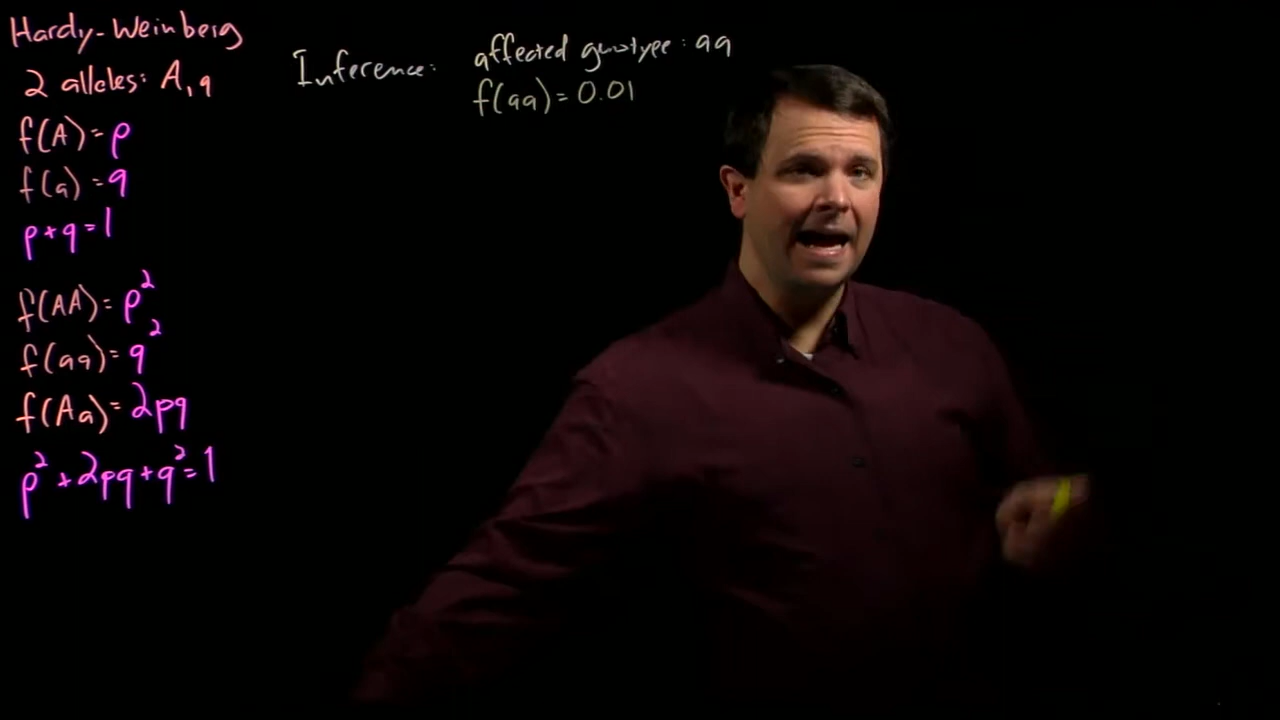 Hardy-Weinberg
2 alleles: A, a
f(A) = p
f(a) = q
p+q=1
f(AA) = p²
f(aa) = q²
f(Aa) = 2pq
p² + 2pq + q² = 1
Inference: affected genotype: aa
f(aa) = 0.01